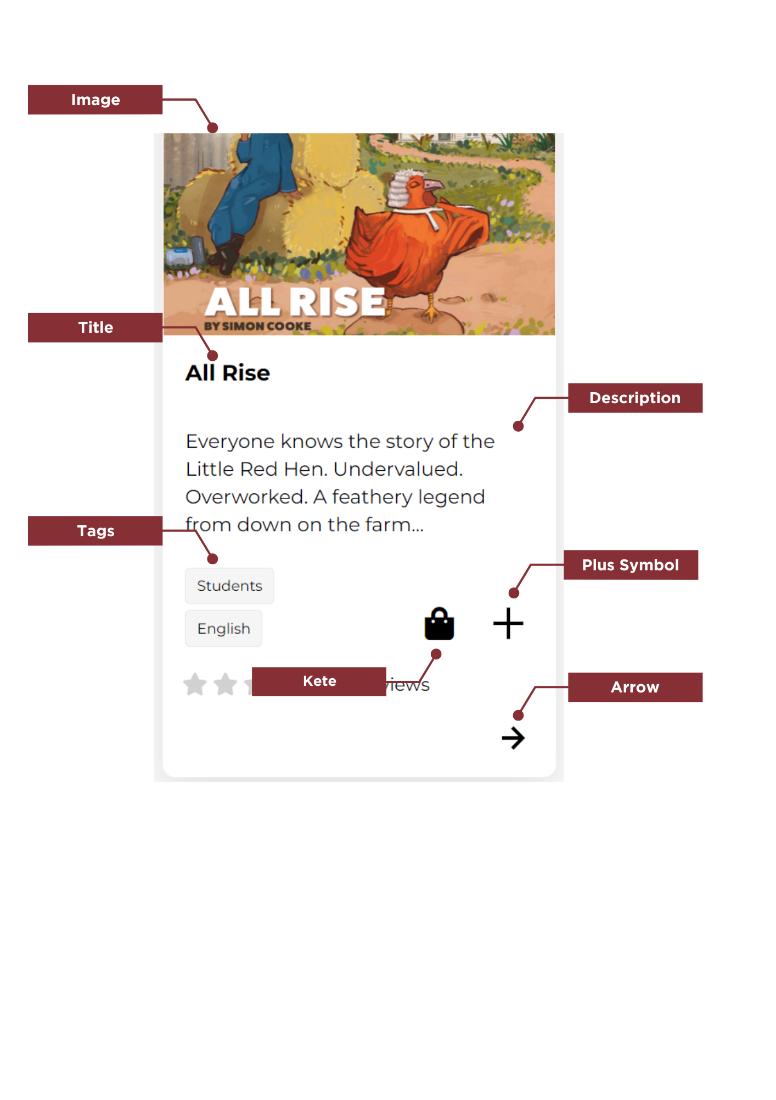 Image
ALL RISE
BY SIMON COOKE
Title
All Rise
Description
Everyone knows the story of the
Little Red Hen. Undervalued.
Overworked. A feathery legend
from down on the farm...
Tags
Plus Symbol
Students
English
Kete
Arrow